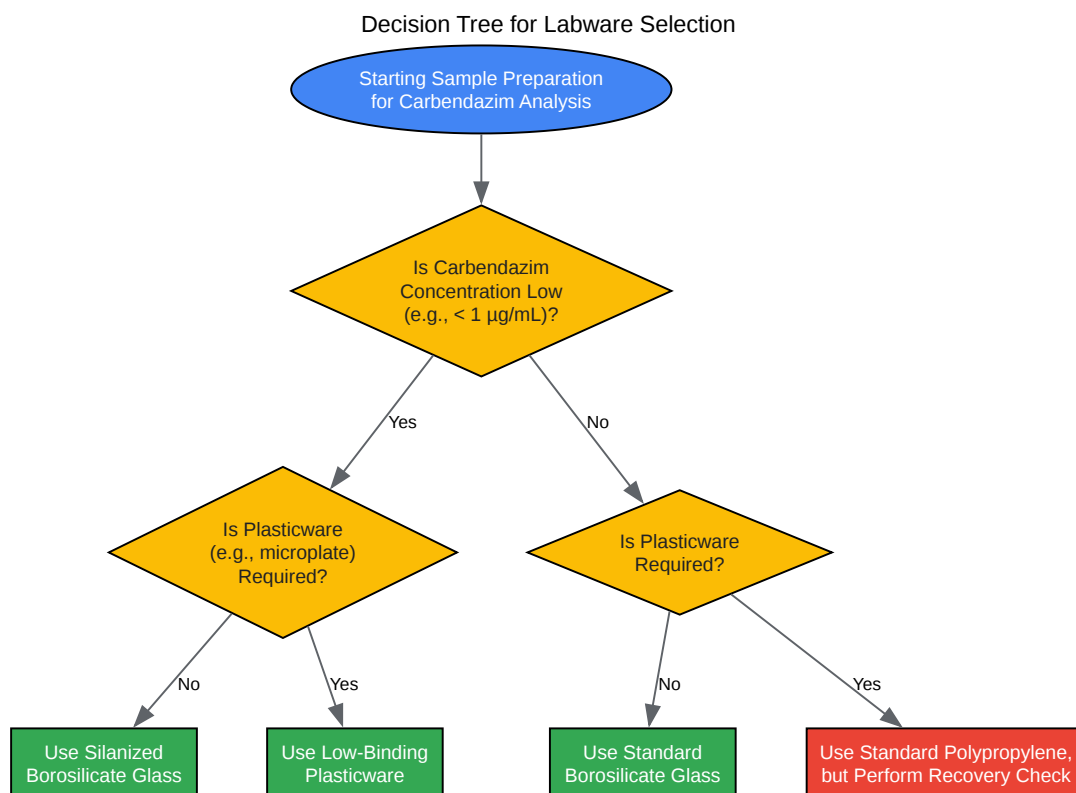 Decision Tree for Labware Selection
Starting Sample Preparation
for Carbendazim Analysis
Is Carbendazim
Concentration Low
(e.g., < 1 µg/mL)?
Yes
No
Is Plasticware
(e.g., microplate)
Required?
Is Plasticware
Required?
No
Yes
No
Yes
Use Silanized
Borosilicate Glass
Use Low-Binding
Plasticware
Use Standard
Borosilicate Glass
Use Standard Polypropylene,
but Perform Recovery Check